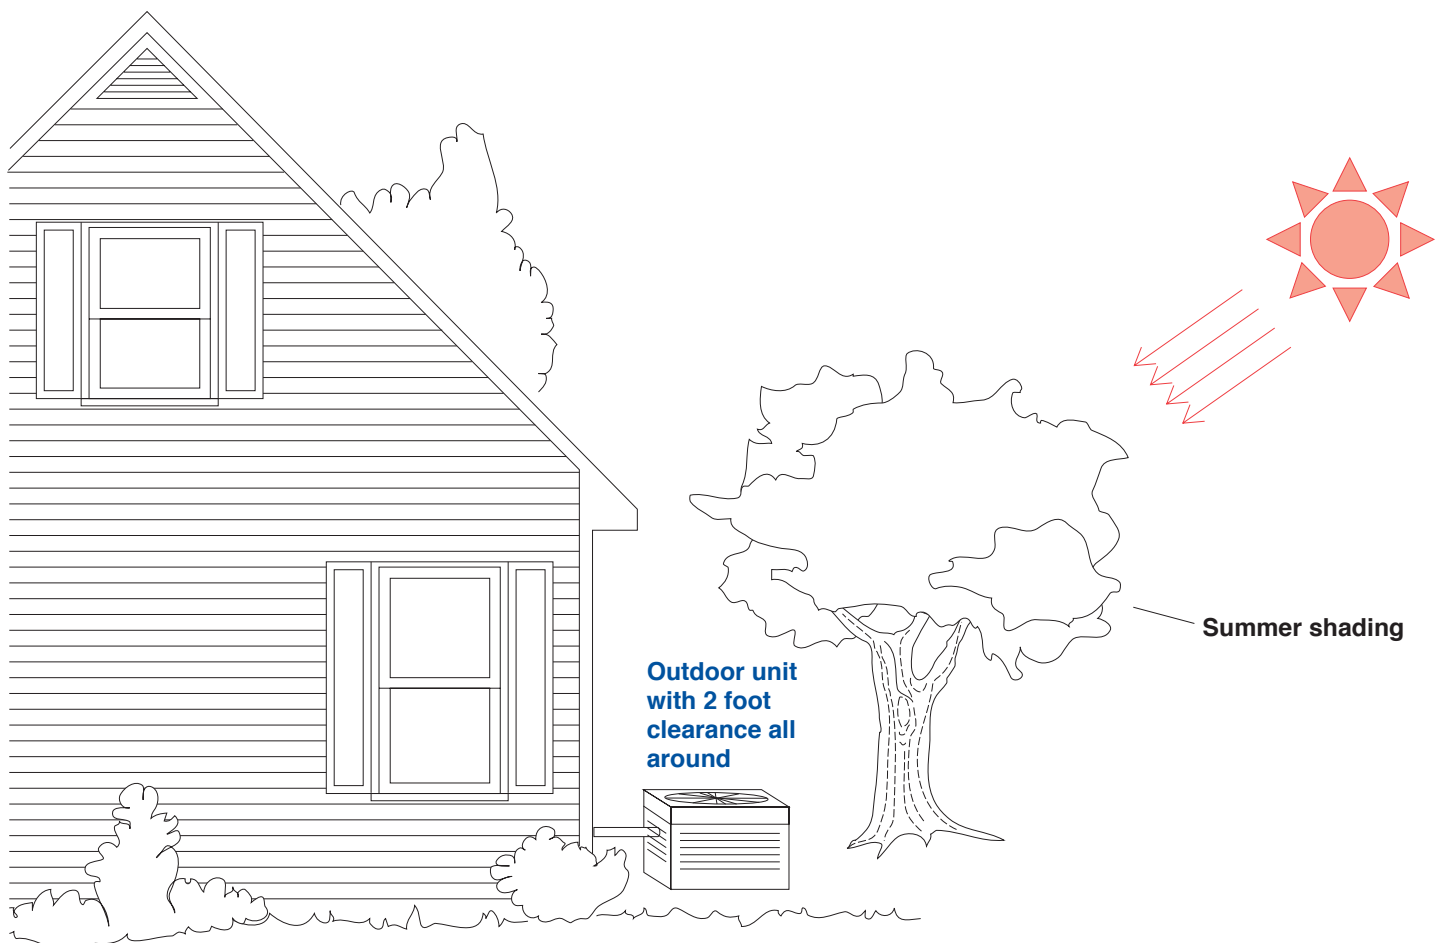 Summer shading
Outdoor unit
with 2 foot
clearance all
around